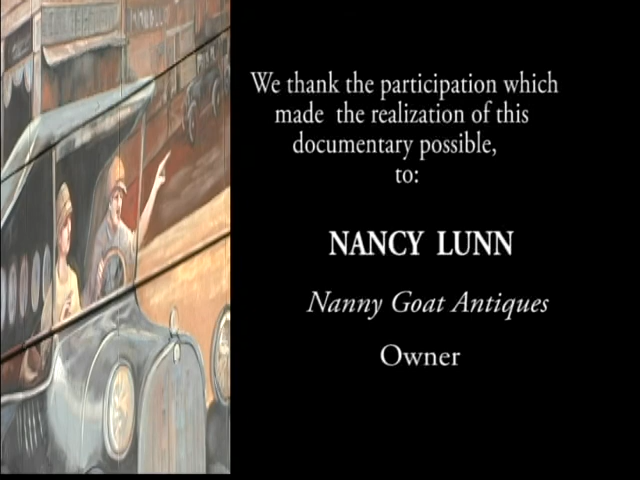 We thank the participation which
made the realization of this
documentary possible,
to:
NANCY LUNN
Nanny Goat Antiques
Owner